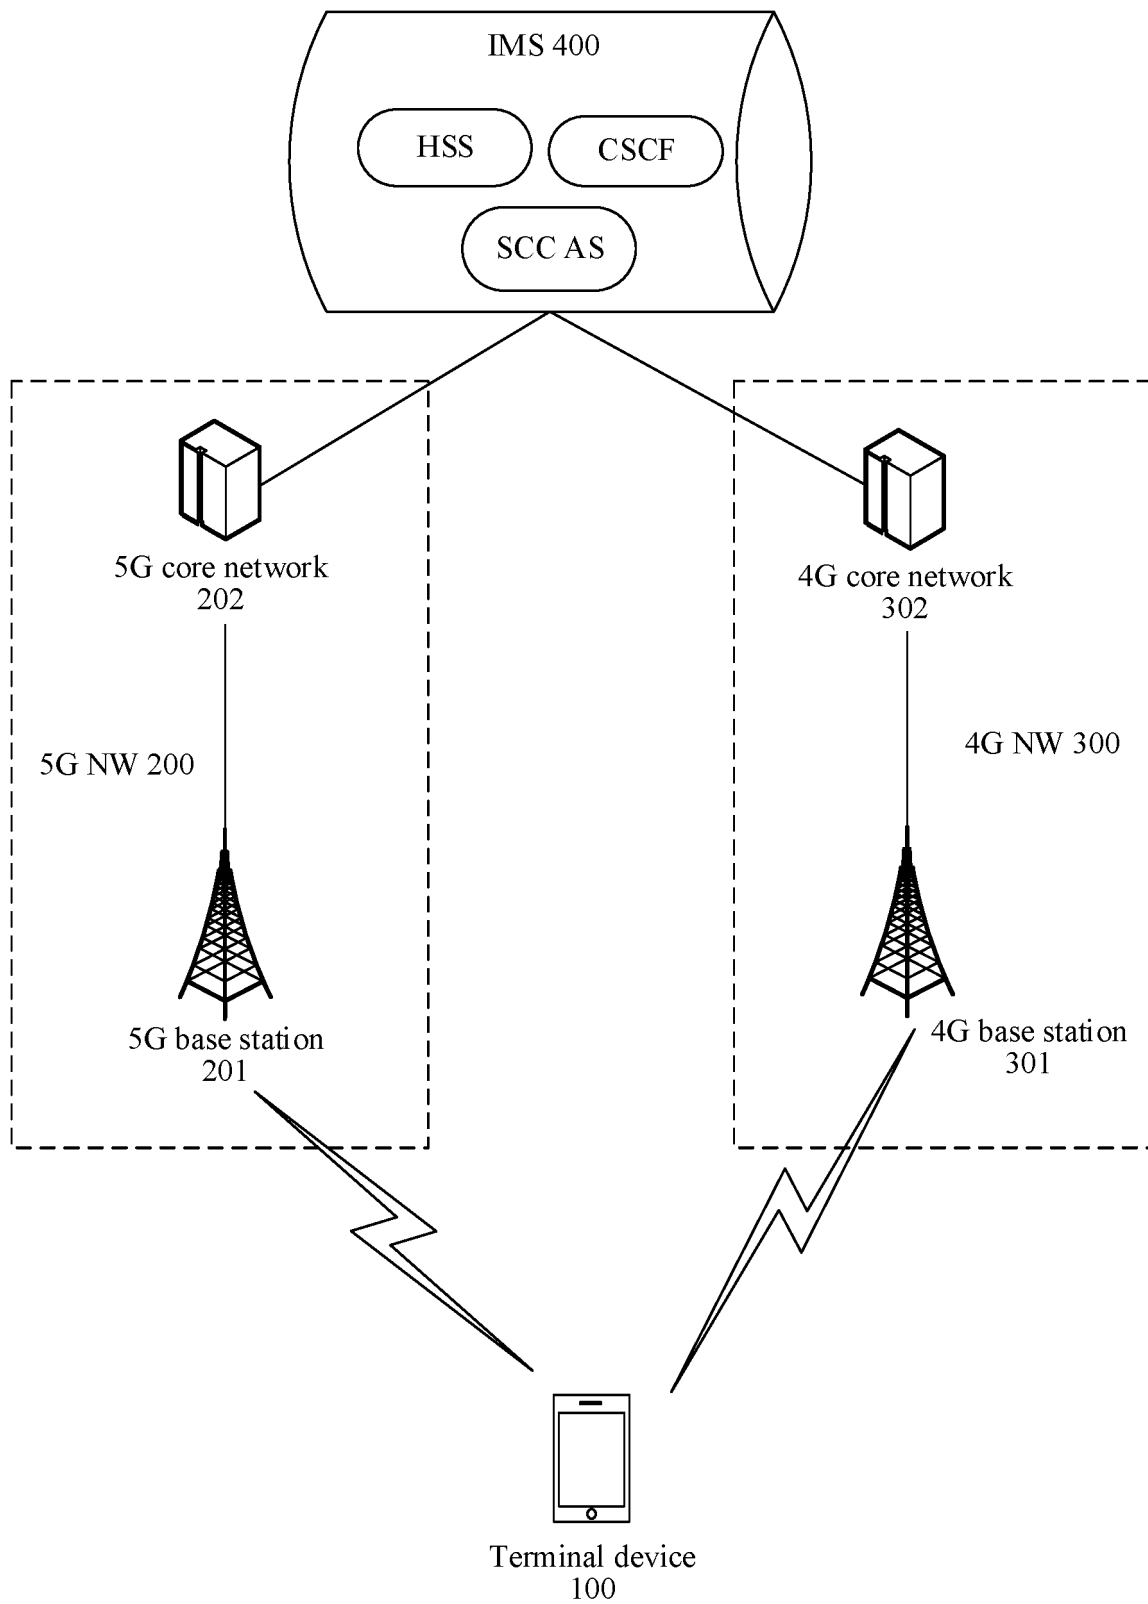 IMS 400
HSS
CSCF
SCC AS
5G core network
202
4G core network
302
5G NW 200
4G NW 300
5G base station
201
4G base station
301
Terminal device
100